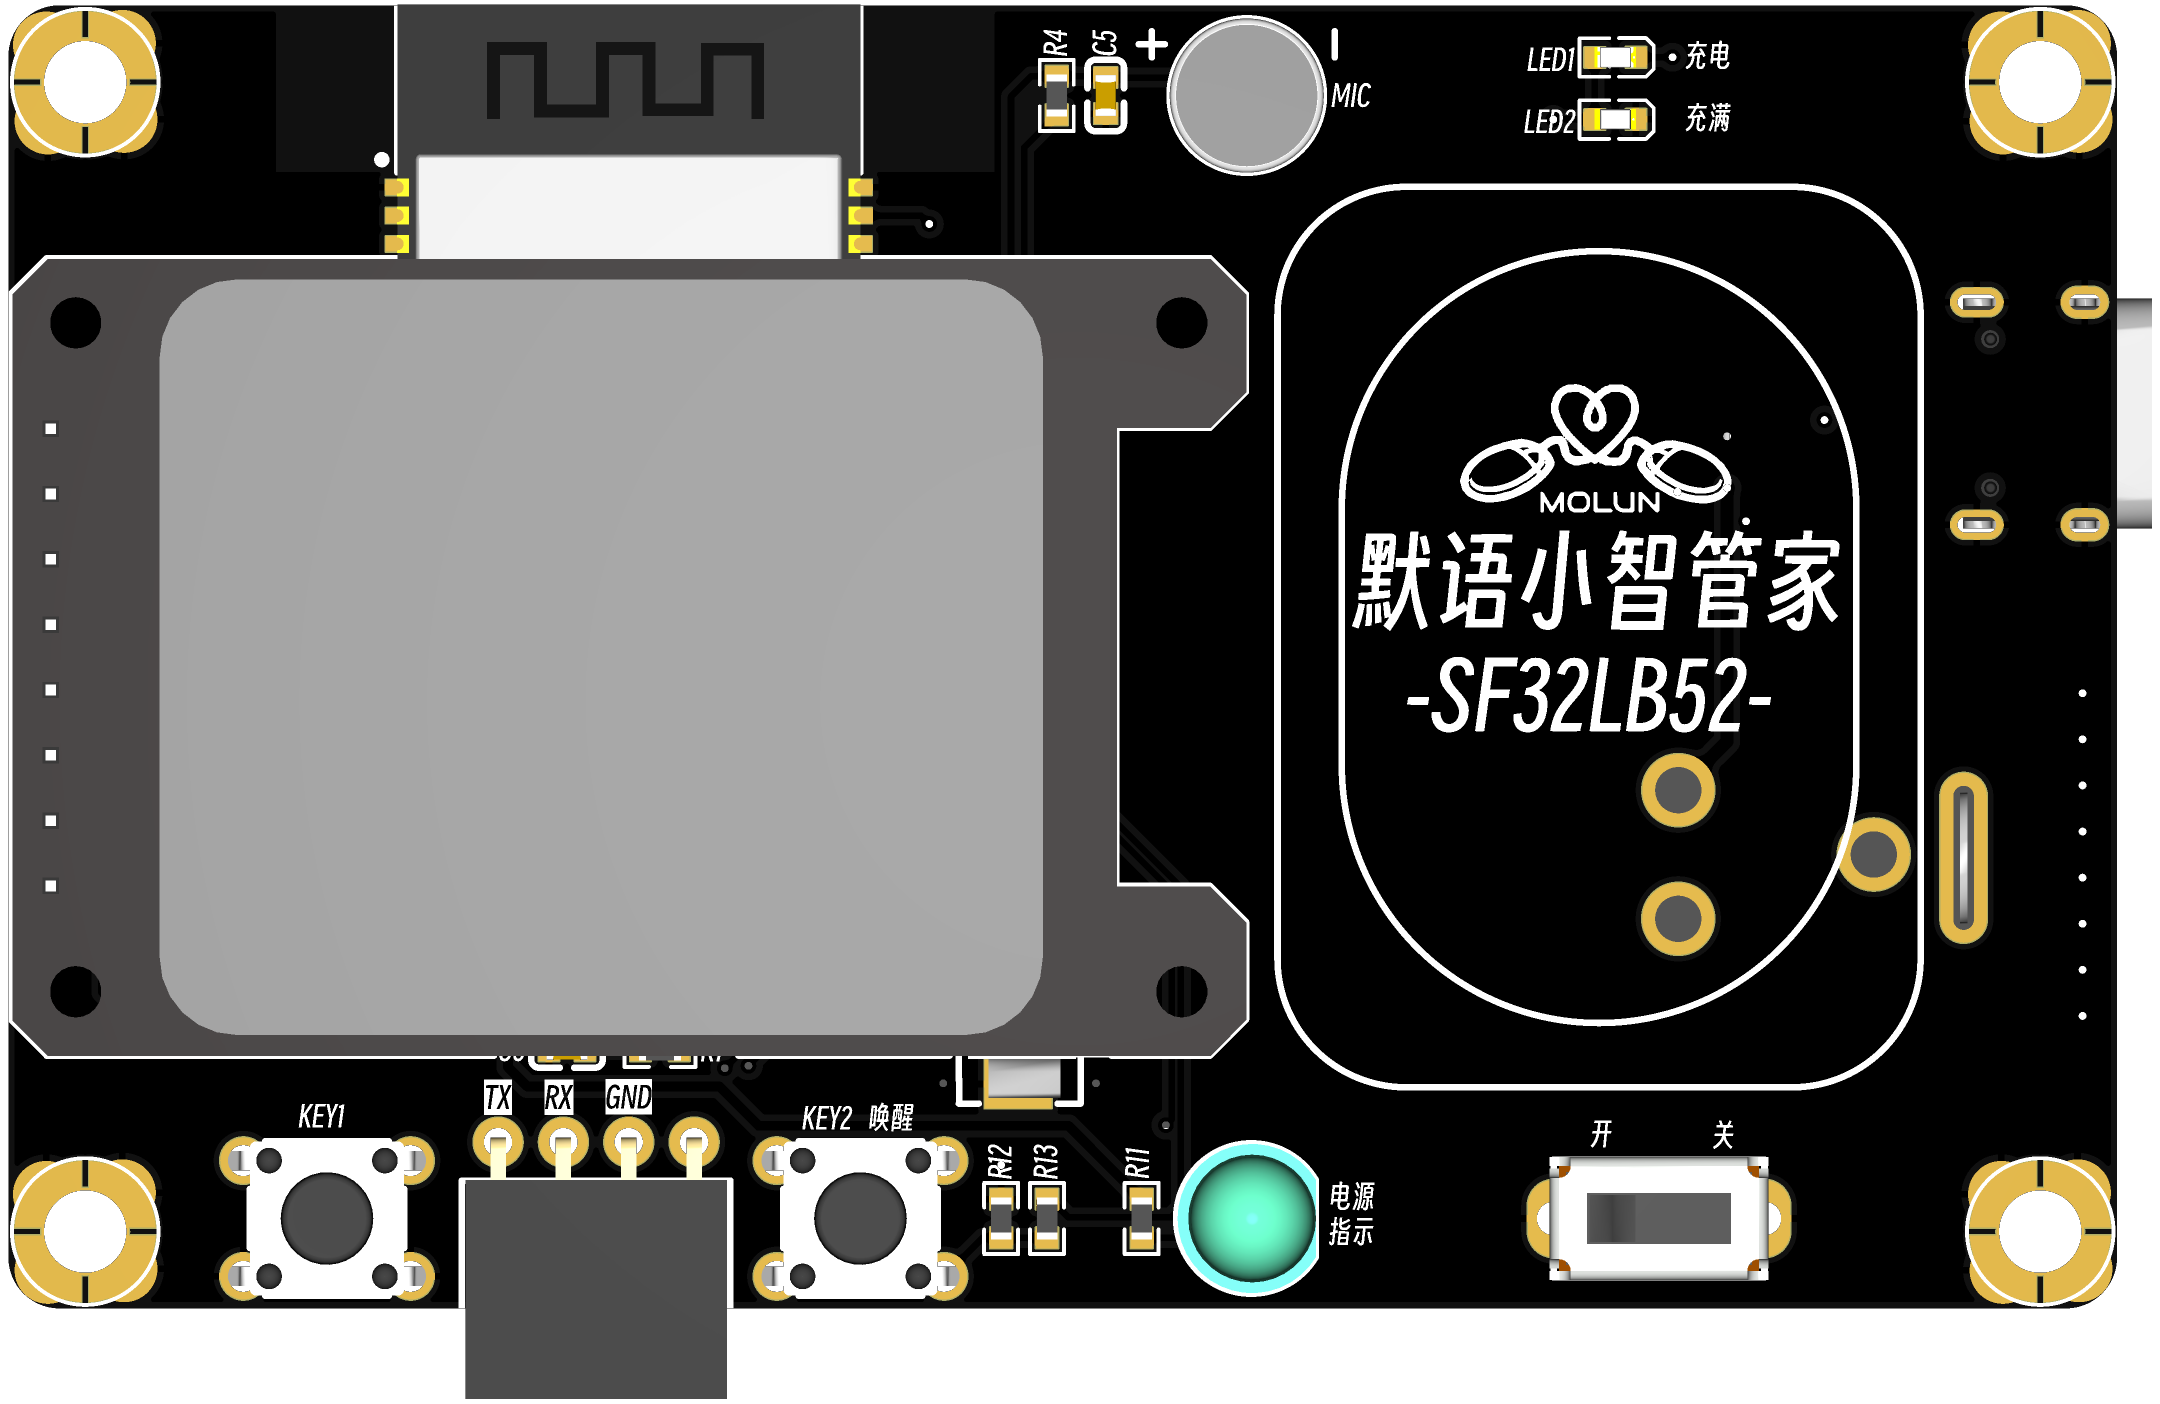 R4
C5
+
-
MIC
LED1
充电
LED2
充满
MOLUN
默语小智管家
-SF32LB52-
TX
RX
GND
KEY1
KEY2 唤醒
R12
R13
R11
电源
指示
开
关